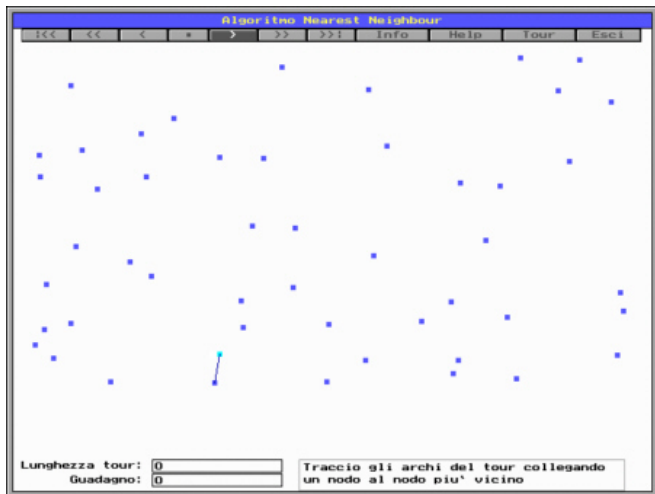 Algoritmo Nearest Neighbour
¦<< << < ▪ > >> >>¦ Info Help Tour Esci
Lunghezza tour: 0
Guadagno: 0
Traccio gli archi del tour collegando
un nodo al nodo piu` vicino